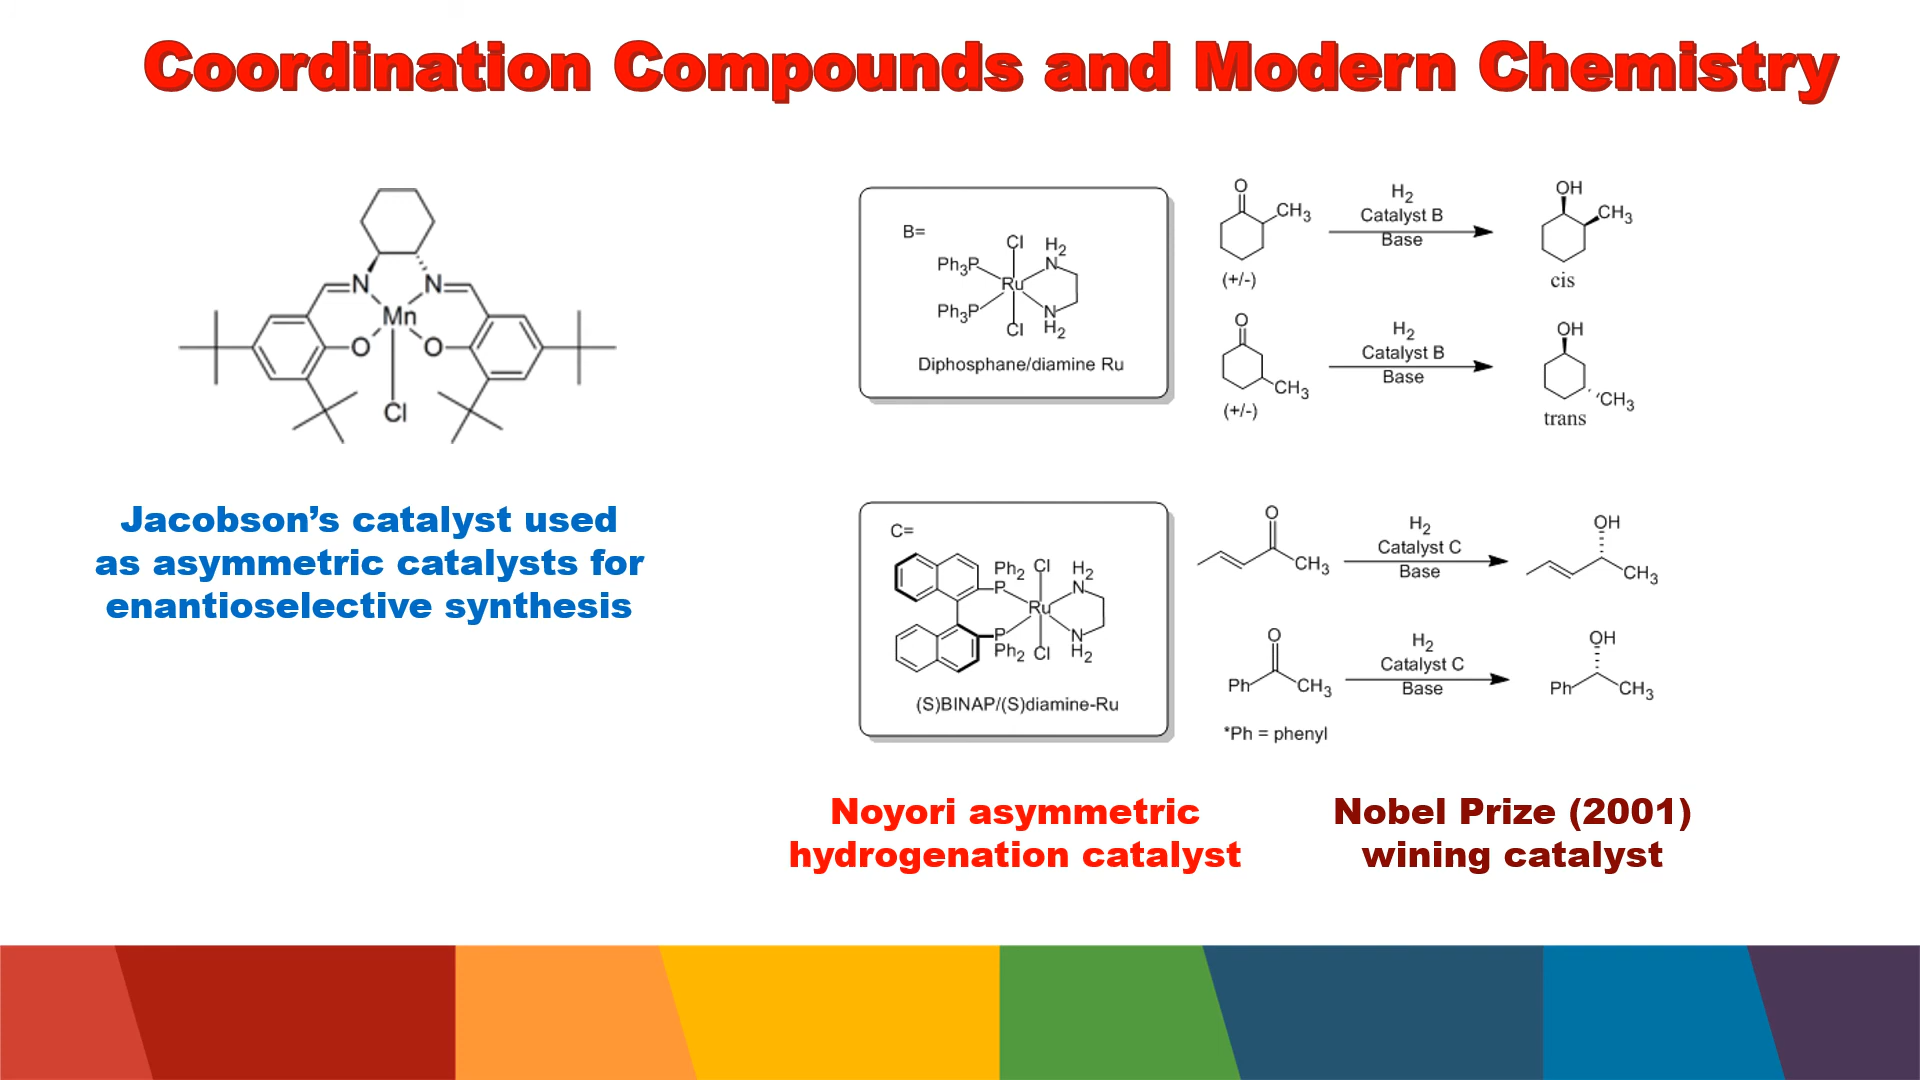 Coordination Compounds and Modern Chemistry
N
N
Mn
O
O
Cl
Jacobson’s catalyst used
as asymmetric catalysts for
enantioselective synthesis
B=
Cl
H2
N
Ph3P
Ru
Ph3P
N
Cl
H2
Diphosphane/diamine Ru
O
CH3
(+/-)
H2
Catalyst B
Base
OH
CH3
cis
O
CH3
(+/-)
H2
Catalyst B
Base
OH
CH3
trans
C=
Ph2
Cl
H2
P
N
Ru
P
N
Ph2
Cl
H2
(S)BINAP/(S)diamine-Ru
O
CH3
H2
Catalyst C
Base
OH
CH3
O
Ph
CH3
H2
Catalyst C
Base
OH
Ph
CH3
*Ph = phenyl
Noyori asymmetric
hydrogenation catalyst
Nobel Prize (2001)
wining catalyst